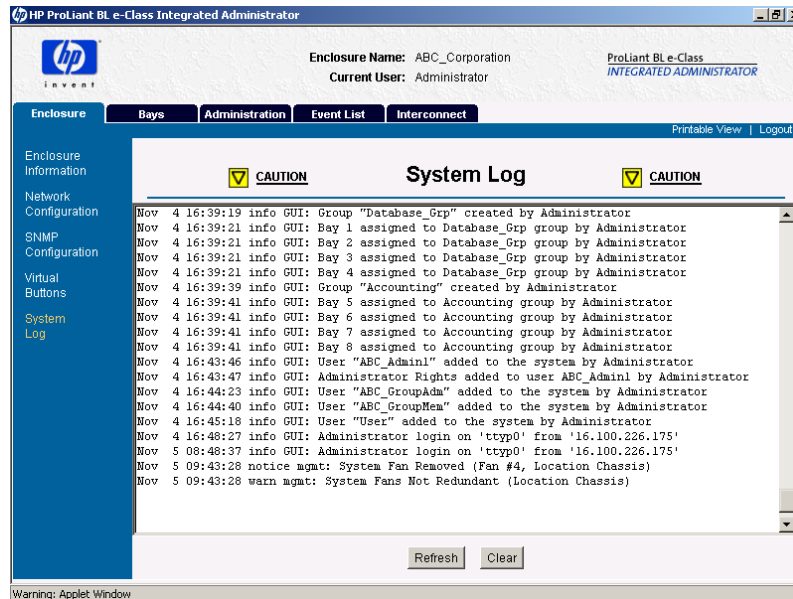 HP ProLiant BL e-Class Integrated Administrator
hp
invent
Enclosure Name: ABC_Corporation
Current User: Administrator
ProLiant BL e-Class
INTEGRATED ADMINISTRATOR
Enclosure Bays Administration Event List Interconnect
Printable View | Logout
Enclosure
Information
Network
Configuration
SNMP
Configuration
Virtual
Buttons
System
Log
CAUTION System Log CAUTION
Nov 4 16:39:19 info GUI: Group "Database_Grp" created by Administrator
Nov 4 16:39:21 info GUI: Bay 1 assigned to Database_Grp group by Administrator
Nov 4 16:39:21 info GUI: Bay 2 assigned to Database_Grp group by Administrator
Nov 4 16:39:21 info GUI: Bay 3 assigned to Database_Grp group by Administrator
Nov 4 16:39:21 info GUI: Bay 4 assigned to Database_Grp group by Administrator
Nov 4 16:39:39 info GUI: Group "Accounting" created by Administrator
Nov 4 16:39:41 info GUI: Bay 5 assigned to Accounting group by Administrator
Nov 4 16:39:41 info GUI: Bay 6 assigned to Accounting group by Administrator
Nov 4 16:39:41 info GUI: Bay 7 assigned to Accounting group by Administrator
Nov 4 16:39:41 info GUI: Bay 8 assigned to Accounting group by Administrator
Nov 4 16:43:46 info GUI: User "ABC_Admin1" added to the system by Administrator
Nov 4 16:43:47 info GUI: Administrator Rights added to user ABC_Admin1 by Administrator
Nov 4 16:44:23 info GUI: User "ABC_GroupAdm" added to the system by Administrator
Nov 4 16:44:40 info GUI: User "ABC_GroupMem" added to the system by Administrator
Nov 4 16:45:18 info GUI: User "User" added to the system by Administrator
Nov 4 16:48:27 info GUI: Administrator login on 'ttyp0' from '16.100.226.175'
Nov 5 08:48:37 info GUI: Administrator login on 'ttyp0' from '16.100.226.175'
Nov 5 09:43:28 notice mgmt: System Fan Removed (Fan #4, Location Chassis)
Nov 5 09:43:28 warn mgmt: System Fans Not Redundant (Location Chassis)
Refresh Clear
Warning: Applet Window